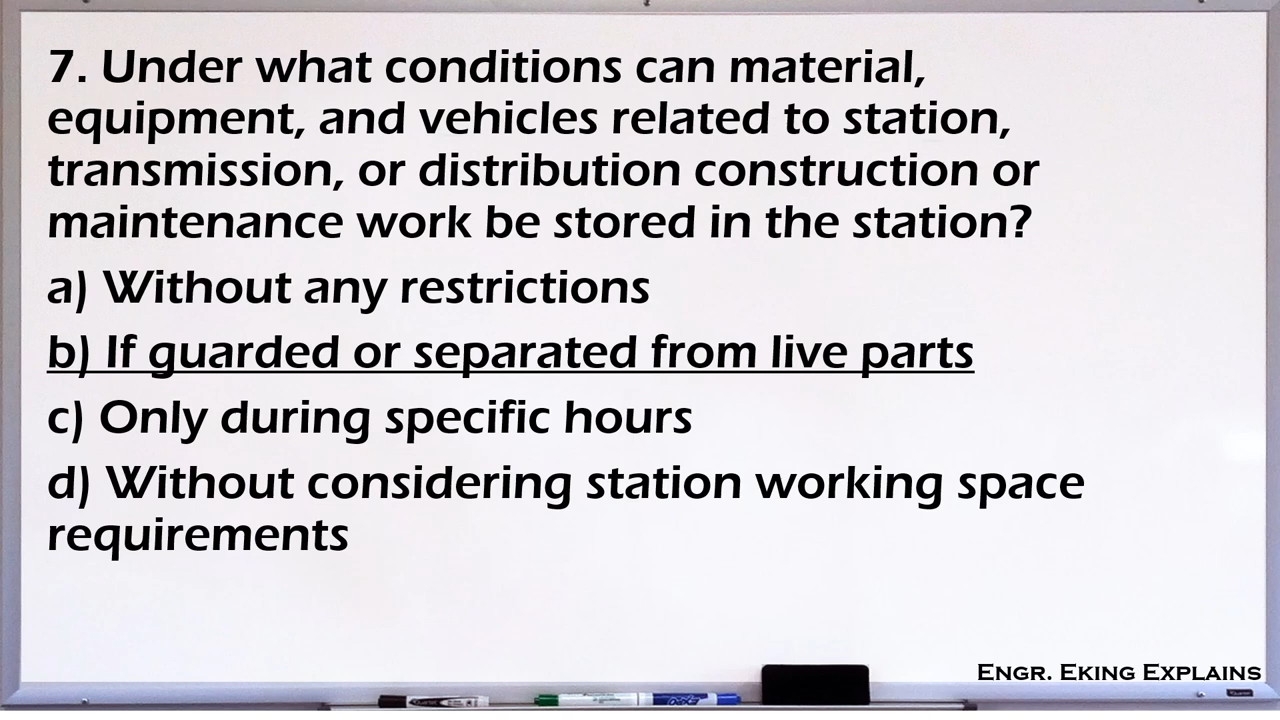 7. Under what conditions can material,
equipment, and vehicles related to station,
transmission, or distribution construction or
maintenance work be stored in the station?
a) Without any restrictions
b) If guarded or separated from live parts
c) Only during specific hours
d) Without considering station working space
requirements
Engr. Eking Explains